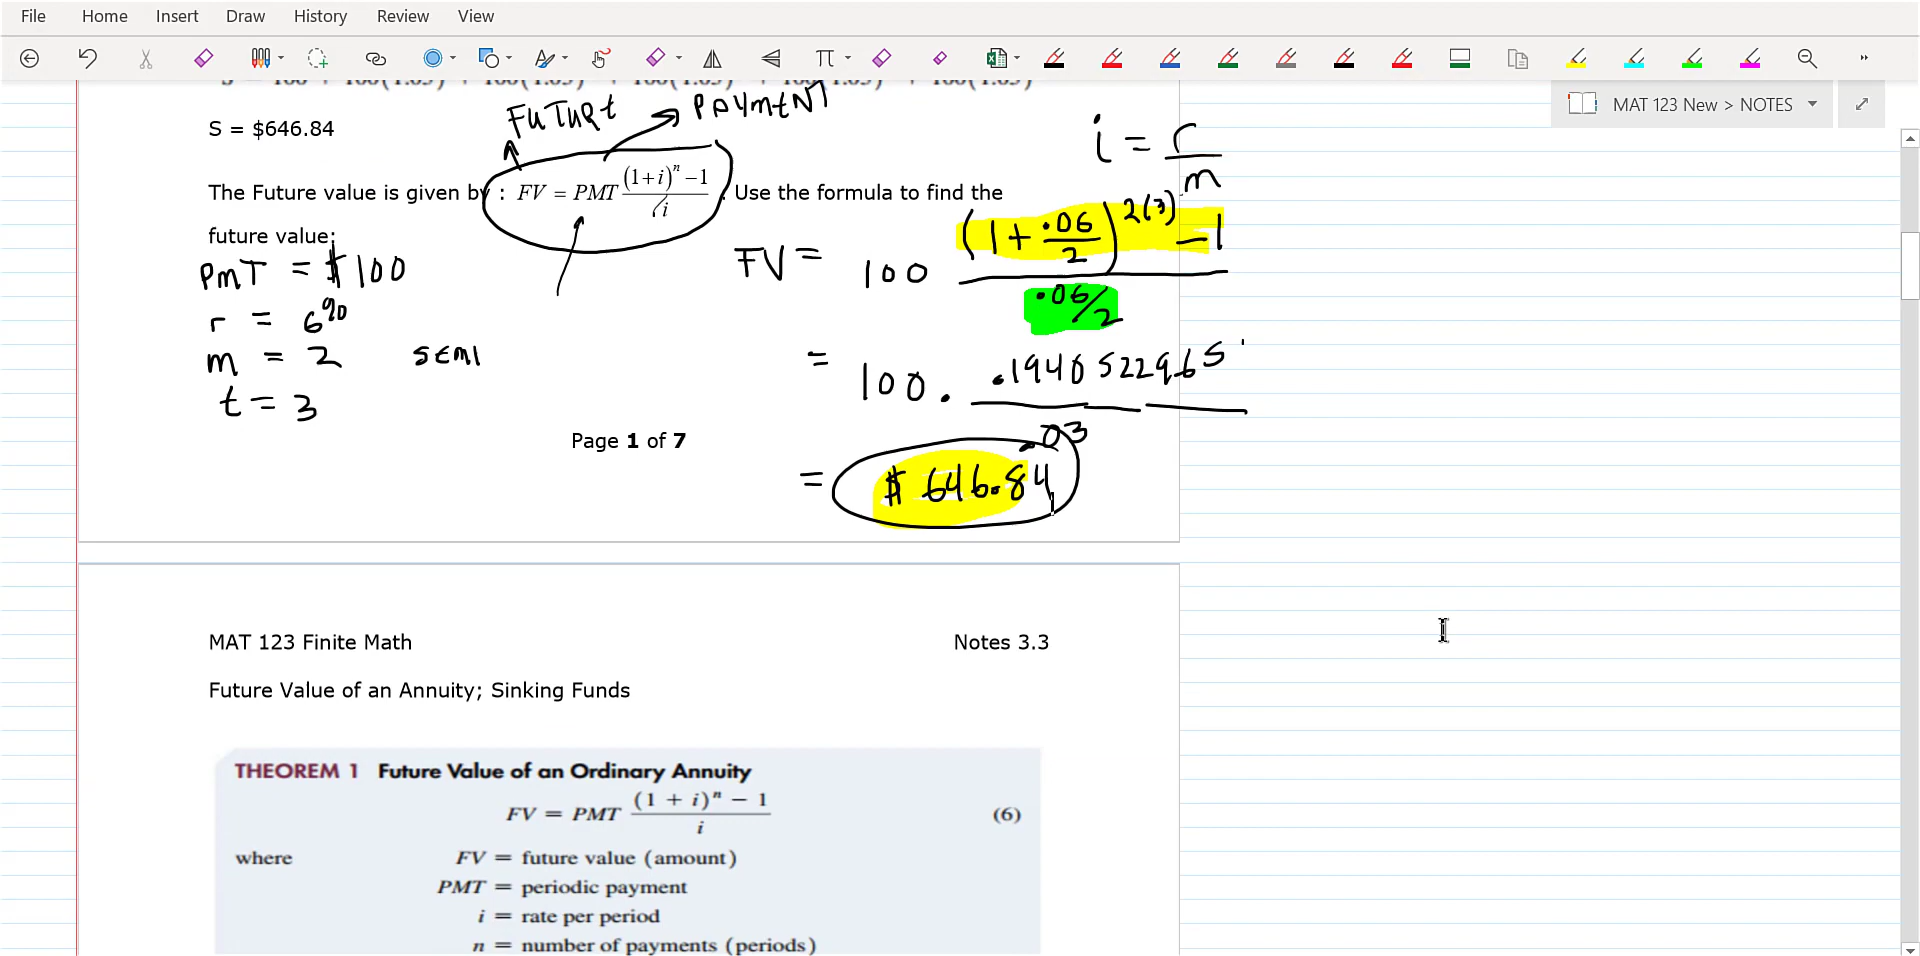 File Home Insert Draw History Review View
MAT 123 New > NOTES
FUTURE PAYMENT
S = $646.84
i = r/m
The Future value is given by : FV = PMT ((1+i)^n −1)/i . Use the formula to find the
future value:
PMT = $100
r = 6%
m = 2 SEMI
t = 3
FV = 100 ((1 + .06/2)^2(3) − 1)/(.06/2)
= 100 · .1940522965/.03
= $646.84
Page 1 of 7
MAT 123 Finite Math Notes 3.3
Future Value of an Annuity; Sinking Funds
THEOREM 1 Future Value of an Ordinary Annuity
FV = PMT ((1 + i)^n − 1)/i (6)
where FV = future value (amount)
PMT = periodic payment
i = rate per period
n = number of payments (periods)